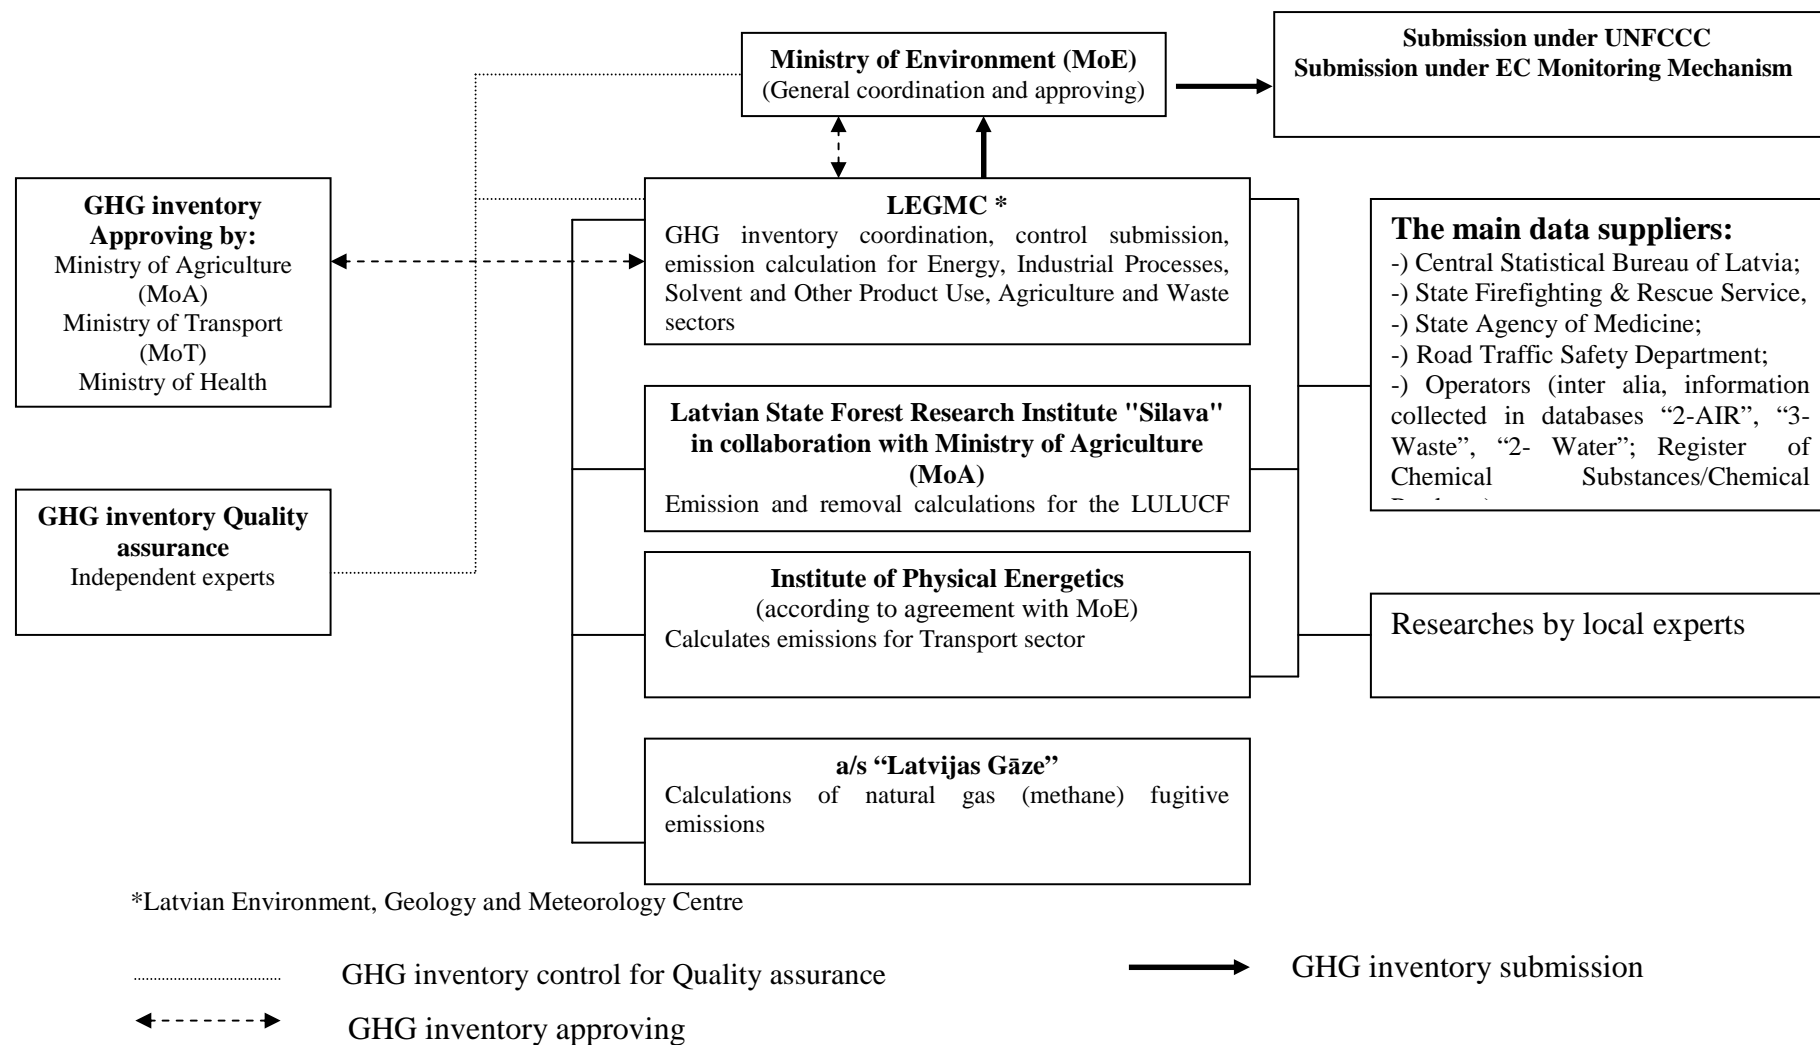 Ministry of Environment (MoE)
(General coordination and approving)
Submission under UNFCCC
Submission under EC Monitoring Mechanism
GHG inventory
Approving by:
Ministry of Agriculture
(MoA)
Ministry of Transport
(MoT)
Ministry of Health
LEGMC *
GHG inventory coordination, control submission,
emission calculation for Energy, Industrial Processes,
Solvent and Other Product Use, Agriculture and Waste
sectors
The main data suppliers:
-) Central Statistical Bureau of Latvia;
-) State Firefighting & Rescue Service,
-) State Agency of Medicine;
-) Road Traffic Safety Department;
-) Operators (inter alia, information
collected in databases “2-AIR”, “3-
Waste”, “2- Water”; Register of
Chemical Substances/Chemical
Latvian State Forest Research Institute "Silava"
in collaboration with Ministry of Agriculture
(MoA)
Emission and removal calculations for the LULUCF
GHG inventory Quality
assurance
Independent experts
Institute of Physical Energetics
(according to agreement with MoE)
Calculates emissions for Transport sector
Researches by local experts
a/s “Latvijas Gāze”
Calculations of natural gas (methane) fugitive
emissions
*Latvian Environment, Geology and Meteorology Centre
GHG inventory control for Quality assurance
GHG inventory submission
GHG inventory approving